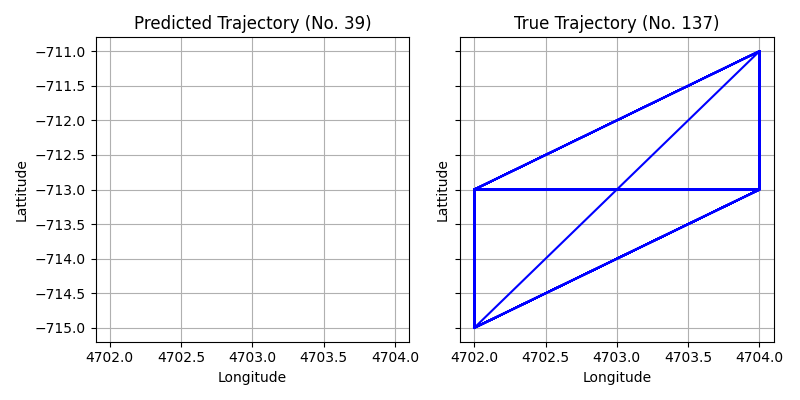 Predicted Trajectory (No. 39)
True Trajectory (No. 137)
Lattitude
−711.0
−711.5
−712.0
−712.5
−713.0
−713.5
−714.0
−714.5
−715.0
4702.0 4702.5 4703.0 4703.5 4704.0
Longitude
Lattitude
4702.0 4702.5 4703.0 4703.5 4704.0
Longitude